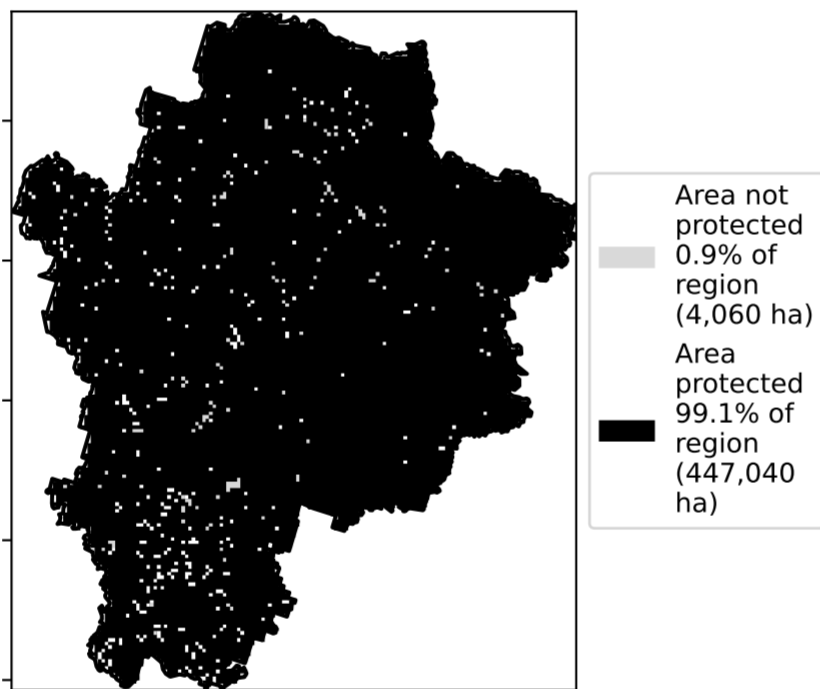 Area not
protected
0.9% of
region
(4,060 ha)
Area
protected
99.1% of
region
(447,040
ha)